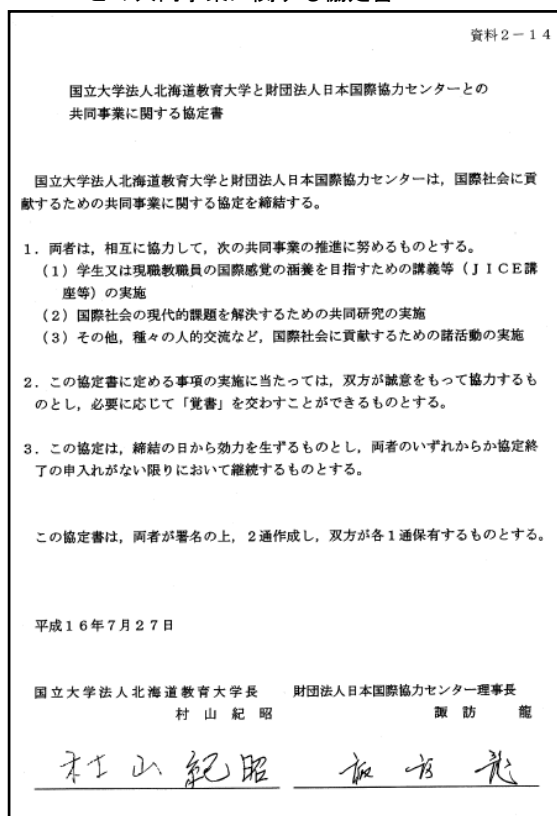 との共同事業に関する協定書
資料2－14
国立大学法人北海道教育大学と財団法人日本国際協力センターとの
共同事業に関する協定書
国立大学法人北海道教育大学と財団法人日本国際協力センターは，国際社会に貢
献するための共同事業に関する協定を締結する。
1．両者は，相互に協力して，次の共同事業の推進に努めるものとする。
（1）学生又は現職教職員の国際感覚の涵養を目指すための講義等（ＪＩＣＥ講
座等）の実施
（2）国際社会の現代的課題を解決するための共同研究の実施
（3）その他，種々の人的交流など，国際社会に貢献するための諸活動の実施
2．この協定書に定める事項の実施に当たっては，双方が誠意をもって協力するも
のとし，必要に応じて「覚書」を交わすことができるものとする。
3．この協定は，締結の日から効力を生ずるものとし，両者のいずれからか協定終
了の申入れがない限りにおいて継続するものとする。
この協定書は，両者が署名の上，２通作成し，双方が各１通保有するものとする。
平成１６年７月２７日
国立大学法人北海道教育大学長　財団法人日本国際協力センター理事長
村山紀昭　諏訪　龍
村山紀昭　諏訪龍